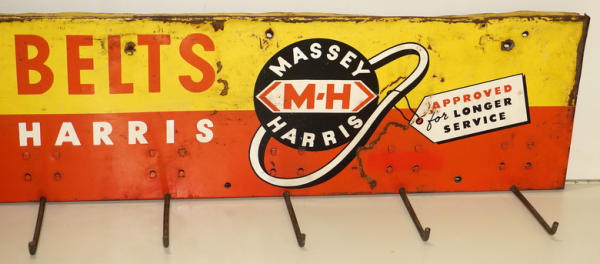 BELTS
HARRIS
MASSEY
M-H
HARRIS
APPROVED
for LONGER
SERVICE